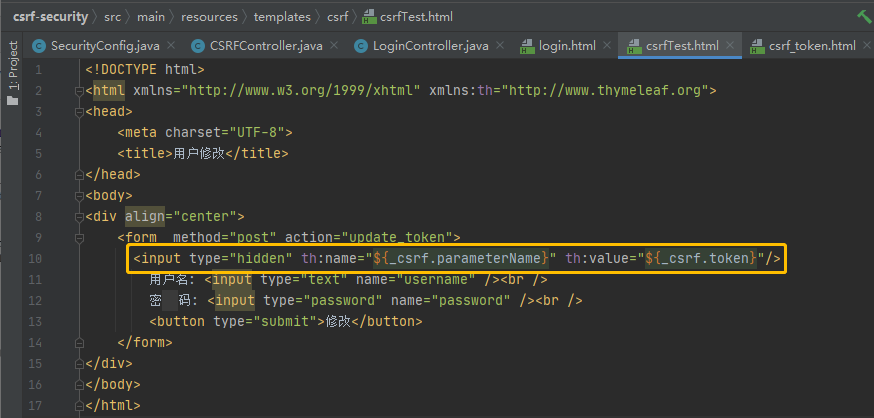 csrf-security › src › main › resources › templates › csrf › csrfTest.html
SecurityConfig.java × CSRFController.java × LoginController.java × login.html × csrfTest.html × csrf_token.html ×
1: Project
1 <!DOCTYPE html>
2 <html xmlns="http://www.w3.org/1999/xhtml" xmlns:th="http://www.thymeleaf.org">
3 <head>
4 <meta charset="UTF-8">
5 <title>用户修改</title>
6 </head>
7 <body>
8 <div align="center">
9 <form  method="post" action="update_token">
10 <input type="hidden" th:name="${_csrf.parameterName}" th:value="${_csrf.token}"/>
11 用户名: <input type="text" name="username" /><br />
12 密  码: <input type="password" name="password" /><br />
13 <button type="submit">修改</button>
14 </form>
15 </div>
16 </body>
17 </html>